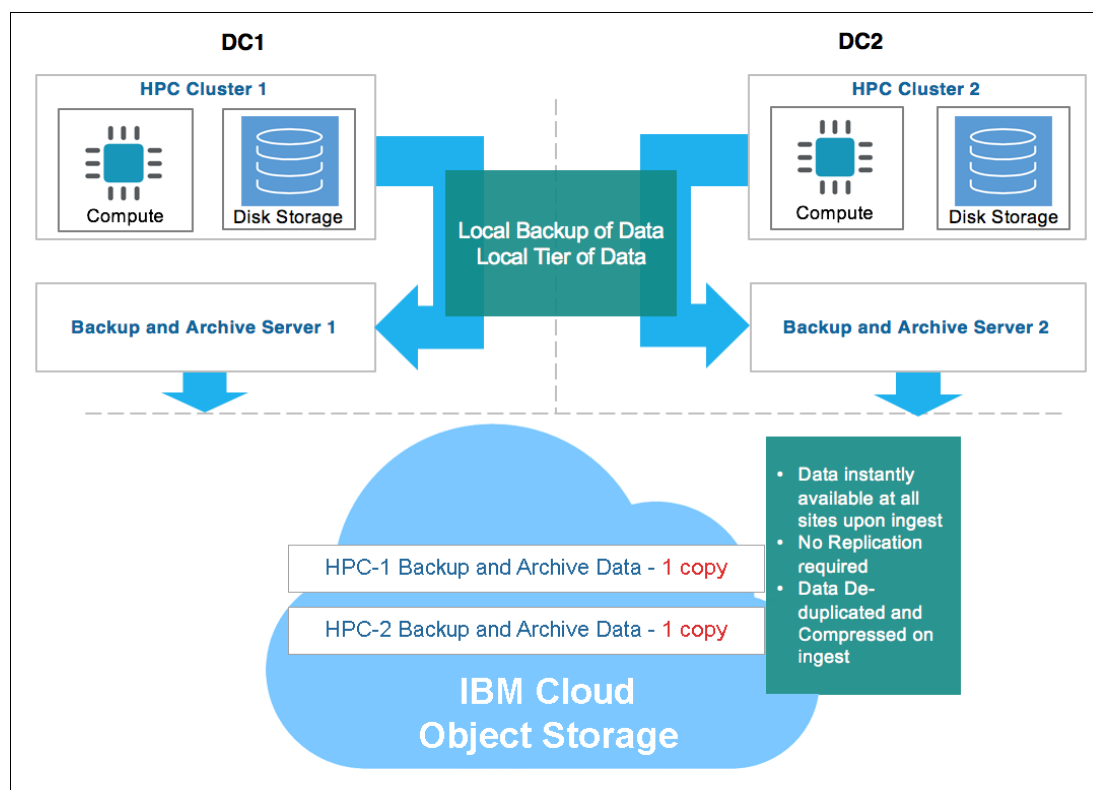 DC1
DC2
HPC Cluster 1
HPC Cluster 2
Compute
Disk Storage
Compute
Disk Storage
Local Backup of Data
Local Tier of Data
Backup and Archive Server 1
Backup and Archive Server 2
• Data instantly
available at all
sites upon ingest
• No Replication
required
• Data De-
duplicated and
Compressed on
ingest
HPC-1 Backup and Archive Data - 1 copy
HPC-2 Backup and Archive Data - 1 copy
IBM Cloud
Object Storage